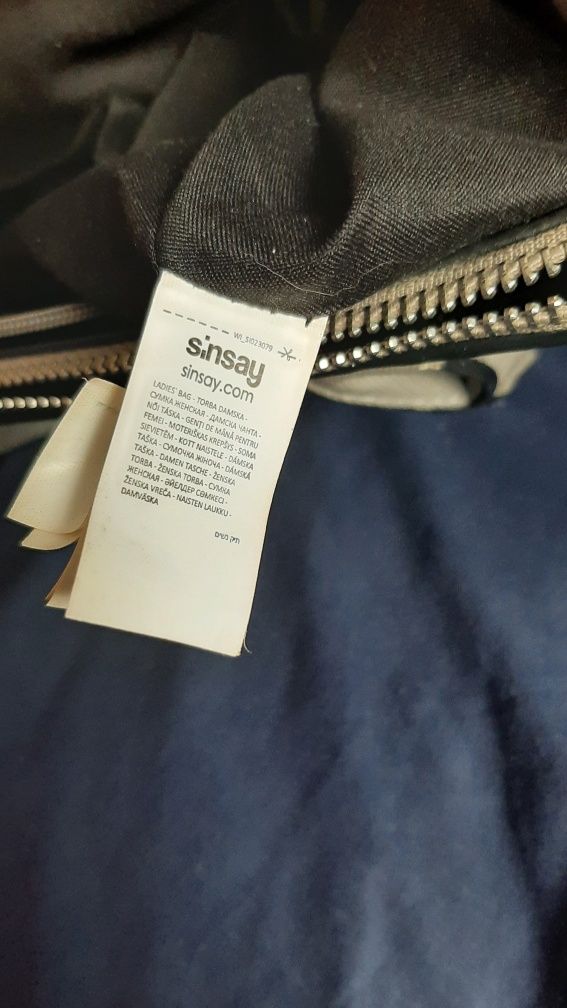 WI_SI023079
sinsay
sinsay.com
LADIES' BAG - TORBA DAMSKA -
СУМКА ЖЕНСКАЯ - ДАМСКА ЧАНТА -
NŐI TÁSKA - GENȚI DE MÂNĂ PENTRU
FEMEI - MOTERIŠKAS KREPŠYS - SOMA
SIEVIETĒM - KOTT NAISTELE - DÁMSKA
TAŠKA - СУМОЧКА ЖІНОЧА - DÁMSKÁ
TAŠKA - DAMEN TASCHE - ŽENSKA
TORBA - ŽENSKA TORBA - СУМКА
ЖЕНСКАЯ - ӘЙЕЛДЕР СӨМКЕСІ -
ŽENSKA VREČA - NAISTEN LAUKKU -
DAMVÄSKA
תיק נשים